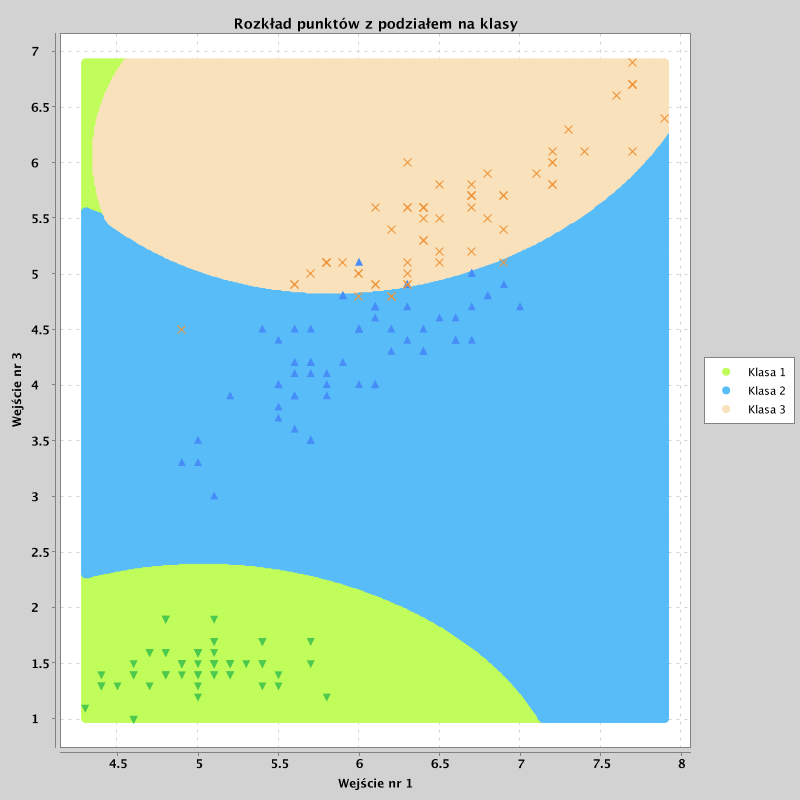 Rozkład punktów z podziałem na klasy
7
6.5
6
5.5
5
4.5
4
3.5
3
2.5
2
1.5
1
Wejście nr 3
4.5 5 5.5 6 6.5 7 7.5 8
Wejście nr 1
Klasa 1
Klasa 2
Klasa 3